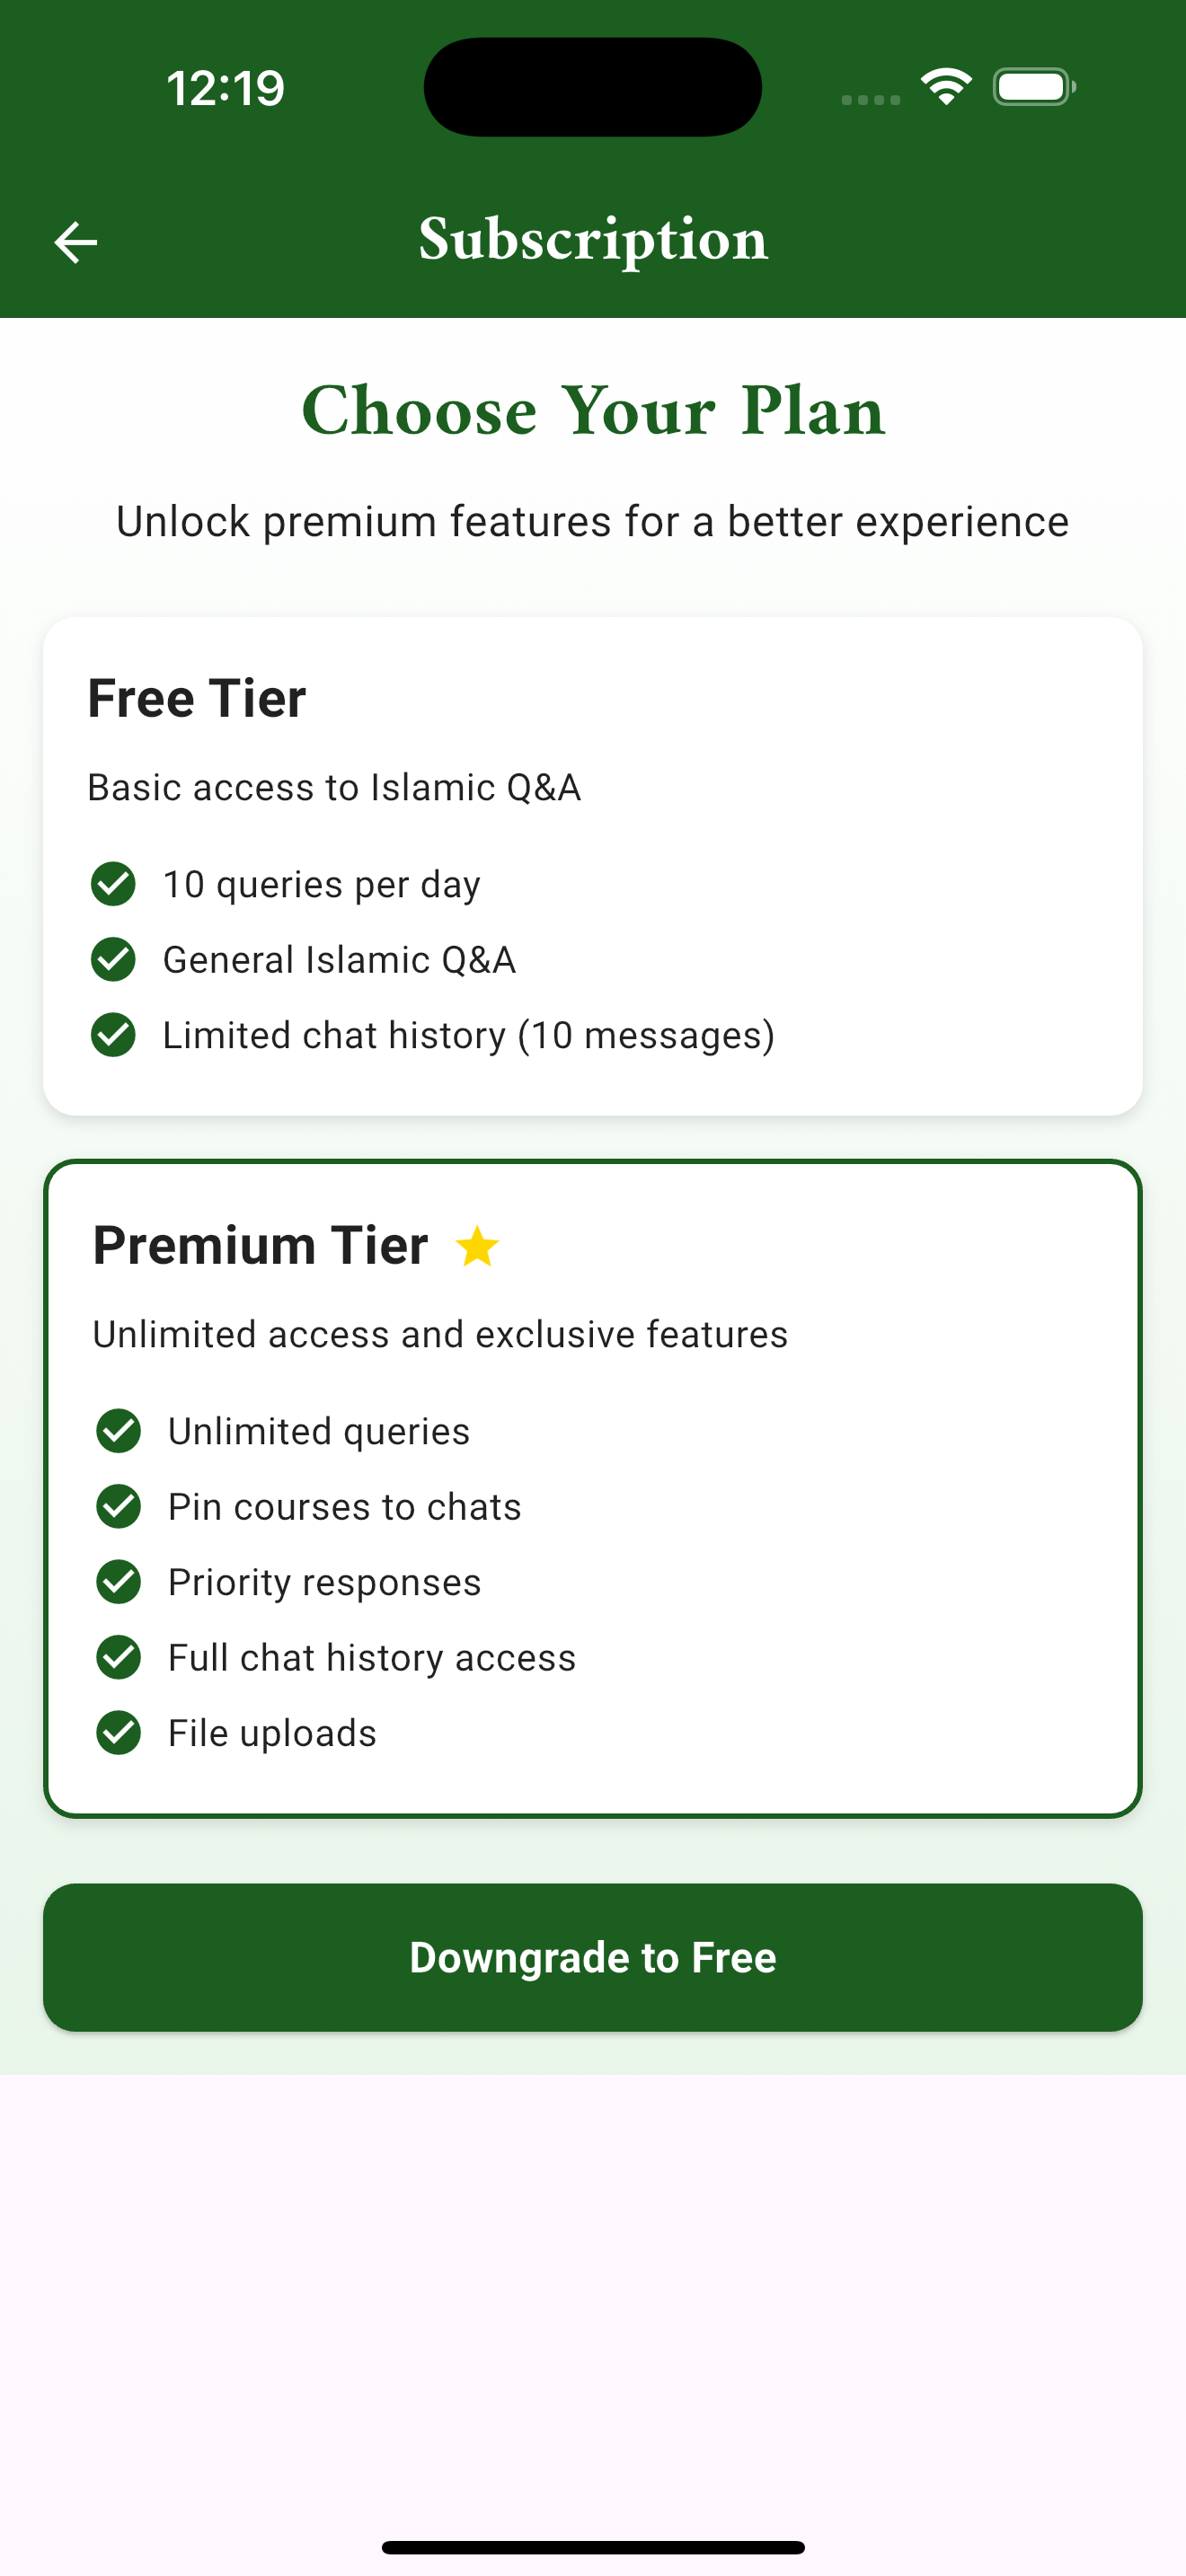 12:19
Subscription
Choose Your Plan
Unlock premium features for a better experience
Free Tier
Basic access to Islamic Q&A
10 queries per day
General Islamic Q&A
Limited chat history (10 messages)
Premium Tier
Unlimited access and exclusive features
Unlimited queries
Pin courses to chats
Priority responses
Full chat history access
File uploads
Downgrade to Free